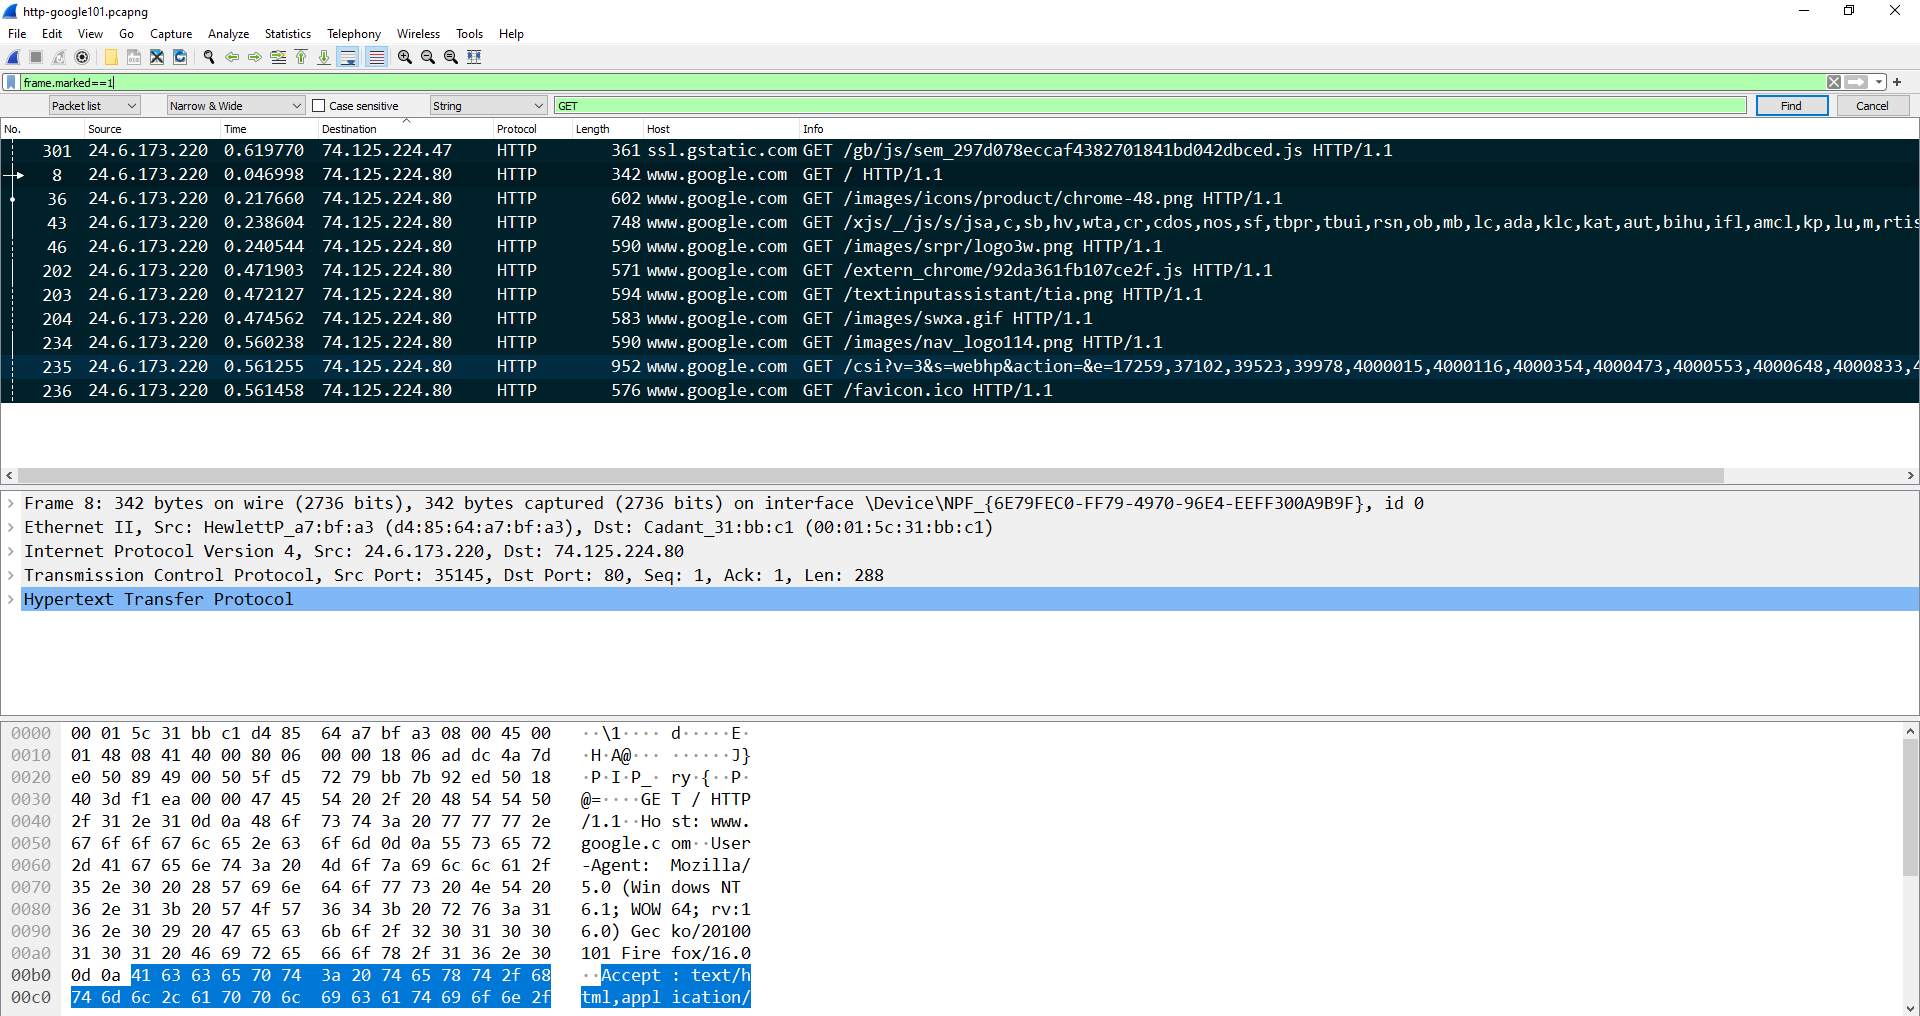 http-google101.pcapng
File Edit View Go Capture Analyze Statistics Telephony Wireless Tools Help
frame.marked==1
Packet list Narrow & Wide Case sensitive String GET Find Cancel
No. Source Time Destination Protocol Length Host Info
301 24.6.173.220 0.619770 74.125.224.47 HTTP 361 ssl.gstatic.com GET /gb/js/sem_297d078eccaf4382701841bd042dbced.js HTTP/1.1
8 24.6.173.220 0.046998 74.125.224.80 HTTP 342 www.google.com GET / HTTP/1.1
36 24.6.173.220 0.217660 74.125.224.80 HTTP 602 www.google.com GET /images/icons/product/chrome-48.png HTTP/1.1
43 24.6.173.220 0.238604 74.125.224.80 HTTP 748 www.google.com GET /xjs/_/js/s/jsa,c,sb,hv,wta,cr,cdos,nos,sf,tbpr,tbui,rsn,ob,mb,lc,ada,klc,kat,aut,bihu,ifl,amcl,kp,lu,m,rtis
46 24.6.173.220 0.240544 74.125.224.80 HTTP 590 www.google.com GET /images/srpr/logo3w.png HTTP/1.1
202 24.6.173.220 0.471903 74.125.224.80 HTTP 571 www.google.com GET /extern_chrome/92da361fb107ce2f.js HTTP/1.1
203 24.6.173.220 0.472127 74.125.224.80 HTTP 594 www.google.com GET /textinputassistant/tia.png HTTP/1.1
204 24.6.173.220 0.474562 74.125.224.80 HTTP 583 www.google.com GET /images/swxa.gif HTTP/1.1
234 24.6.173.220 0.560238 74.125.224.80 HTTP 590 www.google.com GET /images/nav_logo114.png HTTP/1.1
235 24.6.173.220 0.561255 74.125.224.80 HTTP 952 www.google.com GET /csi?v=3&s=webhp&action=&e=17259,37102,39523,39978,4000015,4000116,4000354,4000473,4000553,4000648,4000833,4
236 24.6.173.220 0.561458 74.125.224.80 HTTP 576 www.google.com GET /favicon.ico HTTP/1.1
Frame 8: 342 bytes on wire (2736 bits), 342 bytes captured (2736 bits) on interface \Device\NPF_{6E79FEC0-FF79-4970-96E4-EEFF300A9B9F}, id 0
Ethernet II, Src: HewlettP_a7:bf:a3 (d4:85:64:a7:bf:a3), Dst: Cadant_31:bb:c1 (00:01:5c:31:bb:c1)
Internet Protocol Version 4, Src: 24.6.173.220, Dst: 74.125.224.80
Transmission Control Protocol, Src Port: 35145, Dst Port: 80, Seq: 1, Ack: 1, Len: 288
Hypertext Transfer Protocol
0000 00 01 5c 31 bb c1 d4 85 64 a7 bf a3 08 00 45 00 ··\1···· d·····E·
0010 01 48 08 41 40 00 80 06 00 00 18 06 ad dc 4a 7d ·H·A@··· ······J}
0020 e0 50 89 49 00 50 5f d5 72 79 bb 7b 92 ed 50 18 ·P·I·P_· ry·{··P·
0030 40 3d f1 ea 00 00 47 45 54 20 2f 20 48 54 54 50 @=····GE T / HTTP
0040 2f 31 2e 31 0d 0a 48 6f 73 74 3a 20 77 77 77 2e /1.1··Ho st: www.
0050 67 6f 6f 67 6c 65 2e 63 6f 6d 0d 0a 55 73 65 72 google.c om··User
0060 2d 41 67 65 6e 74 3a 20 4d 6f 7a 69 6c 6c 61 2f -Agent: Mozilla/
0070 35 2e 30 20 28 57 69 6e 64 6f 77 73 20 4e 54 20 5.0 (Win dows NT
0080 36 2e 31 3b 20 57 4f 57 36 34 3b 20 72 76 3a 31 6.1; WOW 64; rv:1
0090 36 2e 30 29 20 47 65 63 6b 6f 2f 32 30 31 30 30 6.0) Gec ko/20100
00a0 31 30 31 20 46 69 72 65 66 6f 78 2f 31 36 2e 30 101 Fire fox/16.0
00b0 0d 0a 41 63 63 65 70 74 3a 20 74 65 78 74 2f 68 ··Accept : text/h
00c0 74 6d 6c 2c 61 70 70 6c 69 63 61 74 69 6f 6e 2f tml,appl ication/